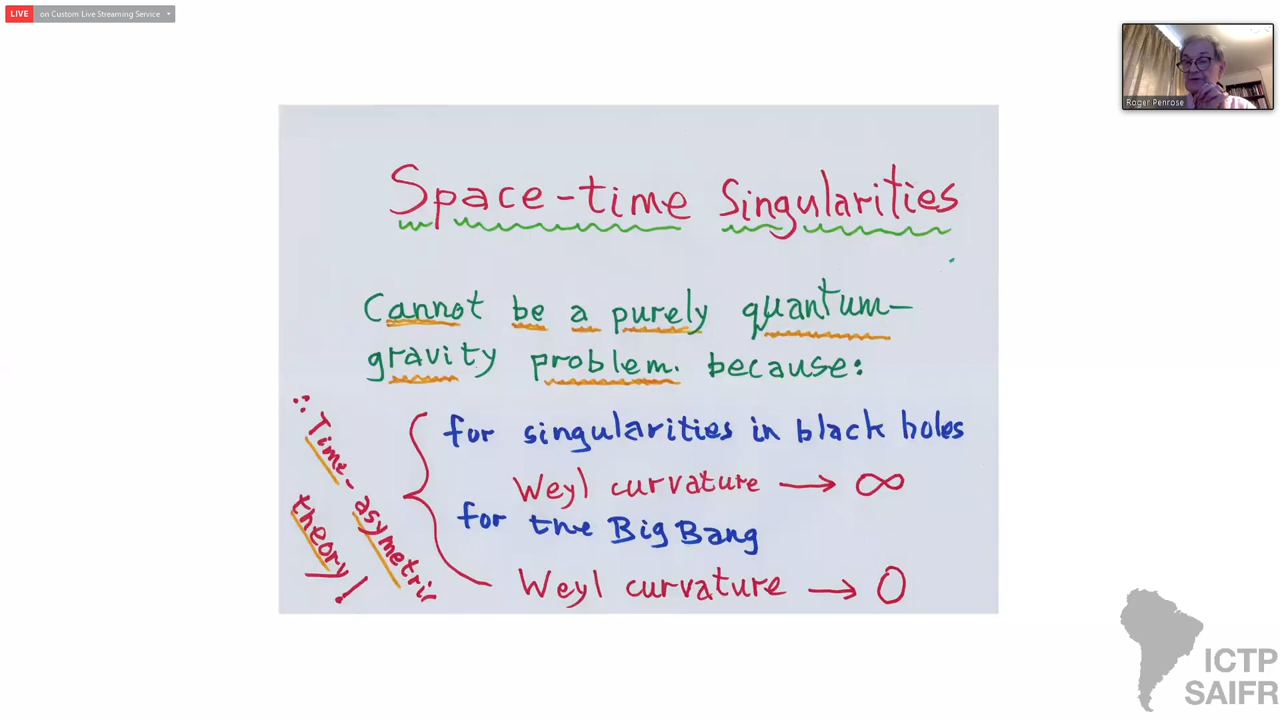 LIVE on Custom Live Streaming Service
Roger Penrose
Space-time Singularities
Cannot be a purely quantum-
gravity problem. because:
for singularities in black holes
Weyl curvature → ∞
for the Big Bang
Weyl curvature → 0
∴ Time-asymetric
theory!
ICTP
SAIFR